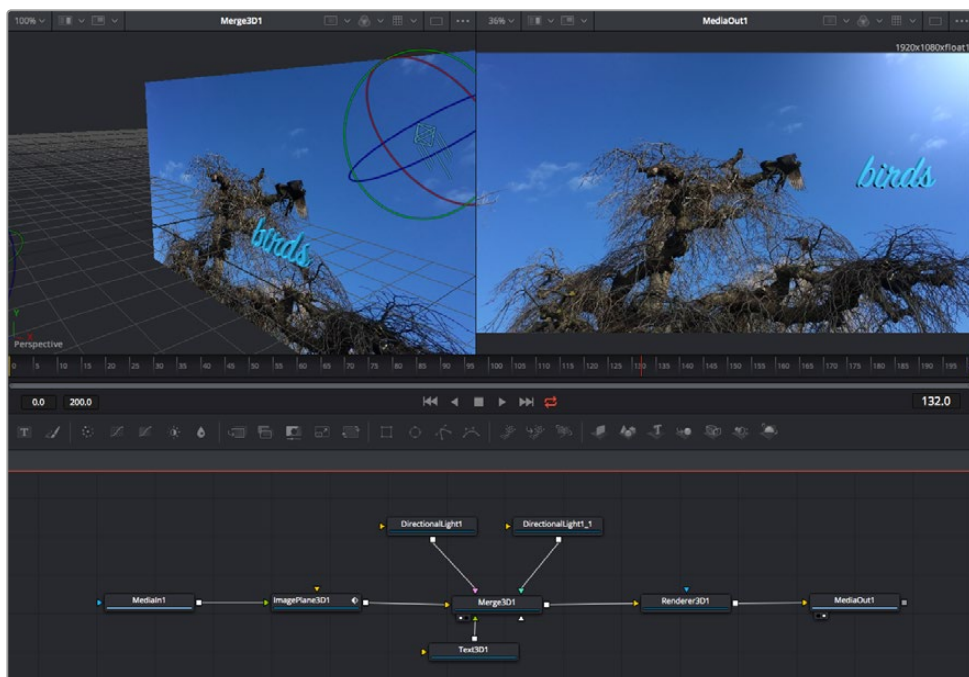 100% Merge3D1 36% MediaOut1
1920x1080xfloat1
birds
birds
Y
Perspective
0 5 10 15 20 25 30 35 40 45 50 55 60 65 70 75 80 85 90 95 100 105 110 115 120 125 130 135 140 145 150 155 160 165 170 175 180 185 190 195
0.0 200.0 132.0
DirectionalLight1 DirectionalLight1_1
MediaIn1 ImagePlane3D1 Merge3D1 Renderer3D1 MediaOut1
Text3D1